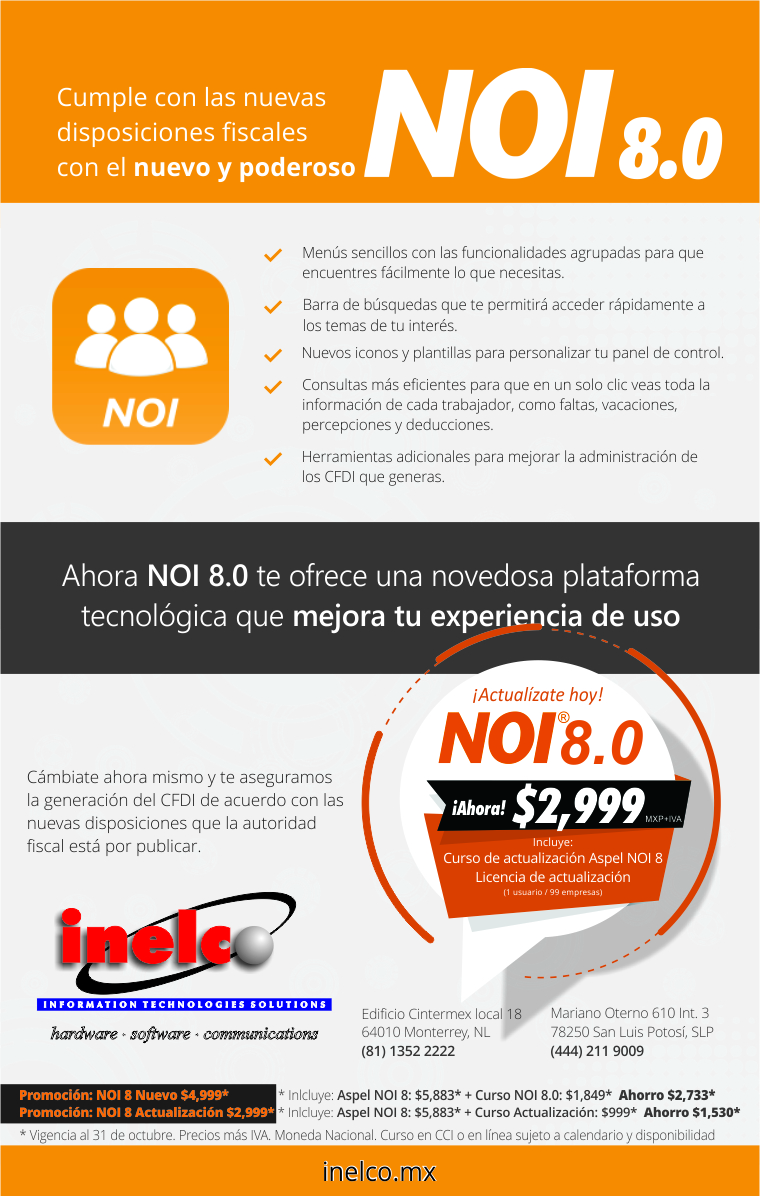 Cumple con las nuevas
disposiciones fiscales
con el nuevo y poderoso
NOI 8.0
Menús sencillos con las funcionalidades agrupadas para que
encuentres fácilmente lo que necesitas.
Barra de búsquedas que te permitirá acceder rápidamente a
los temas de tu interés.
Nuevos iconos y plantillas para personalizar tu panel de control.
Consultas más eficientes para que en un solo clic veas toda la
información de cada trabajador, como faltas, vacaciones,
percepciones y deducciones.
Herramientas adicionales para mejorar la administración de
los CFDI que generas.
NOI
Ahora NOI 8.0 te ofrece una novedosa plataforma
tecnológica que mejora tu experiencia de uso
¡Actualízate hoy!
NOI® 8.0
¡Ahora! $2,999 MXP+IVA
Incluye:
Curso de actualización Aspel NOI 8
Licencia de actualización
(1 usuario / 99 empresas)
Cámbiate ahora mismo y te aseguramos
la generación del CFDI de acuerdo con las
nuevas disposiciones que la autoridad
fiscal está por publicar.
inelco
INFORMATION TECHNOLOGIES SOLUTIONS
hardware · software · communications
Edificio Cintermex local 18
64010 Monterrey, NL
(81) 1352 2222
Mariano Oterno 610 Int. 3
78250 San Luis Potosí, SLP
(444) 211 9009
Promoción: NOI 8 Nuevo $4,999* * Inlcluye: Aspel NOI 8: $5,883* + Curso NOI 8.0: $1,849* Ahorro $2,733*
Promoción: NOI 8 Actualización $2,999* * Inlcluye: Aspel NOI 8: $5,883* + Curso Actualización: $999* Ahorro $1,530*
* Vigencia al 31 de octubre. Precios más IVA. Moneda Nacional. Curso en CCI o en línea sujeto a calendario y disponibilidad
inelco.mx